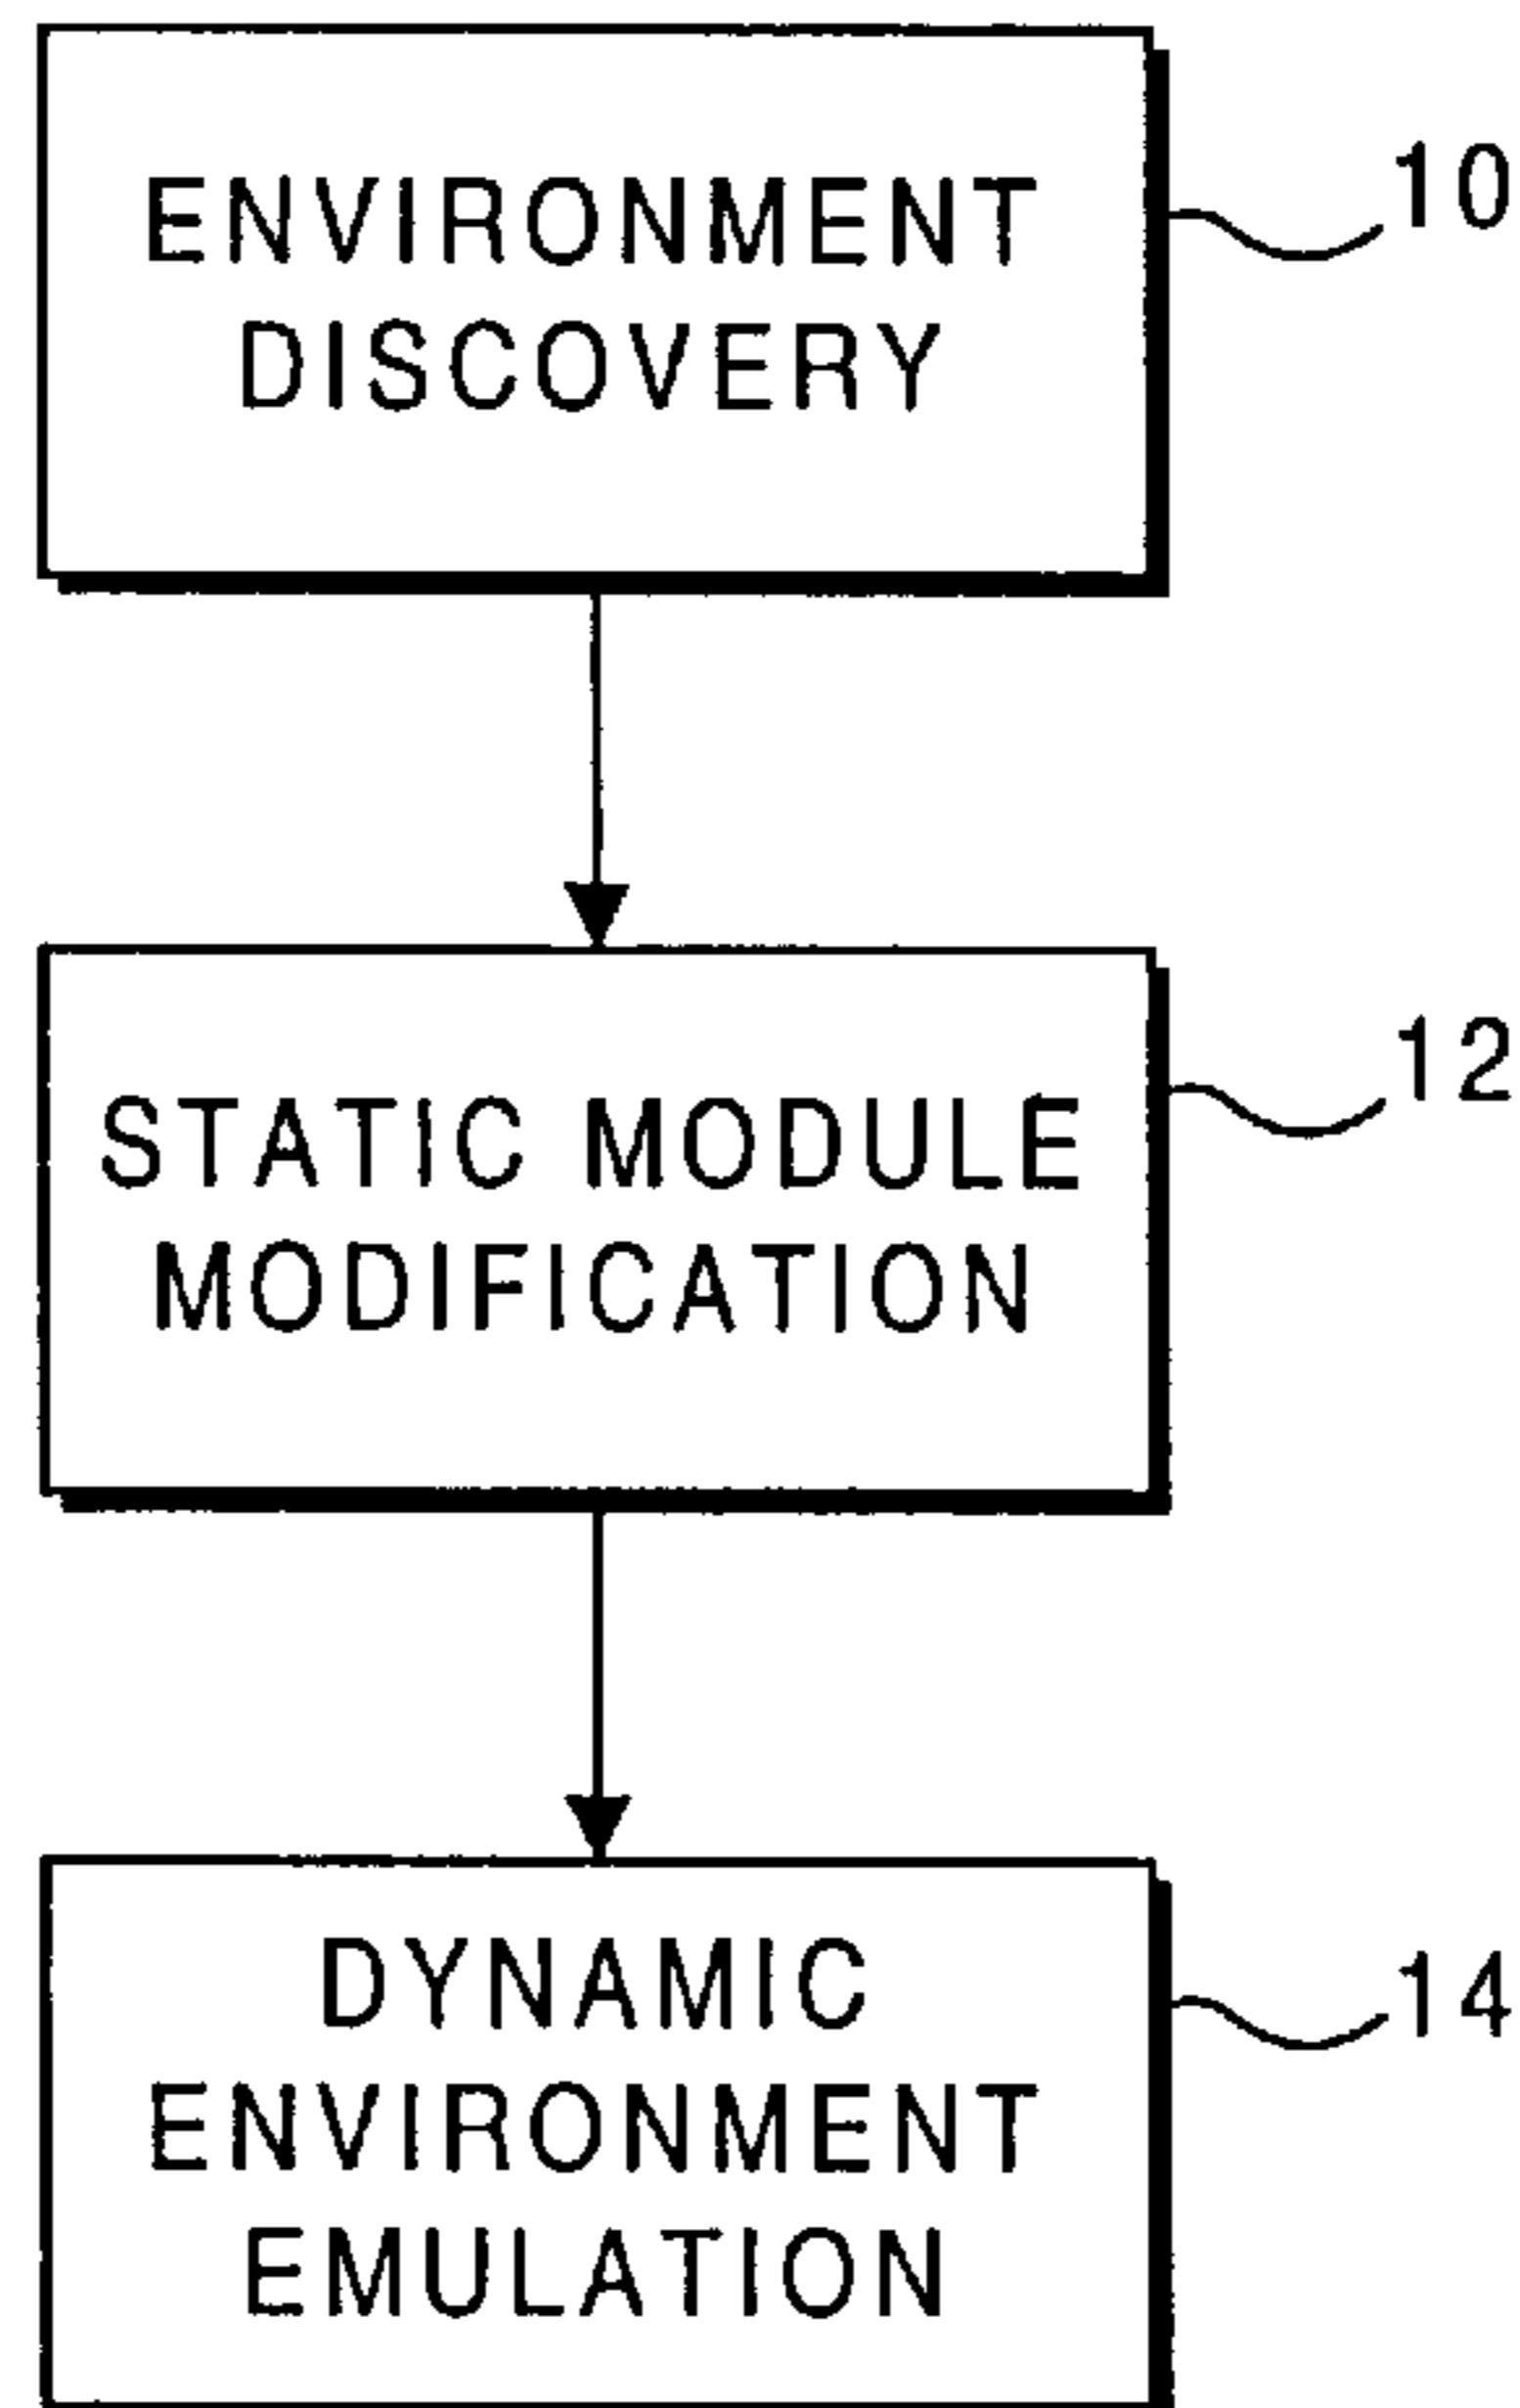 ENVIRONMENT
DISCOVERY
10
STATIC MODULE
MODIFICATION
12
DYNAMIC
ENVIRONMENT
EMULATION
14